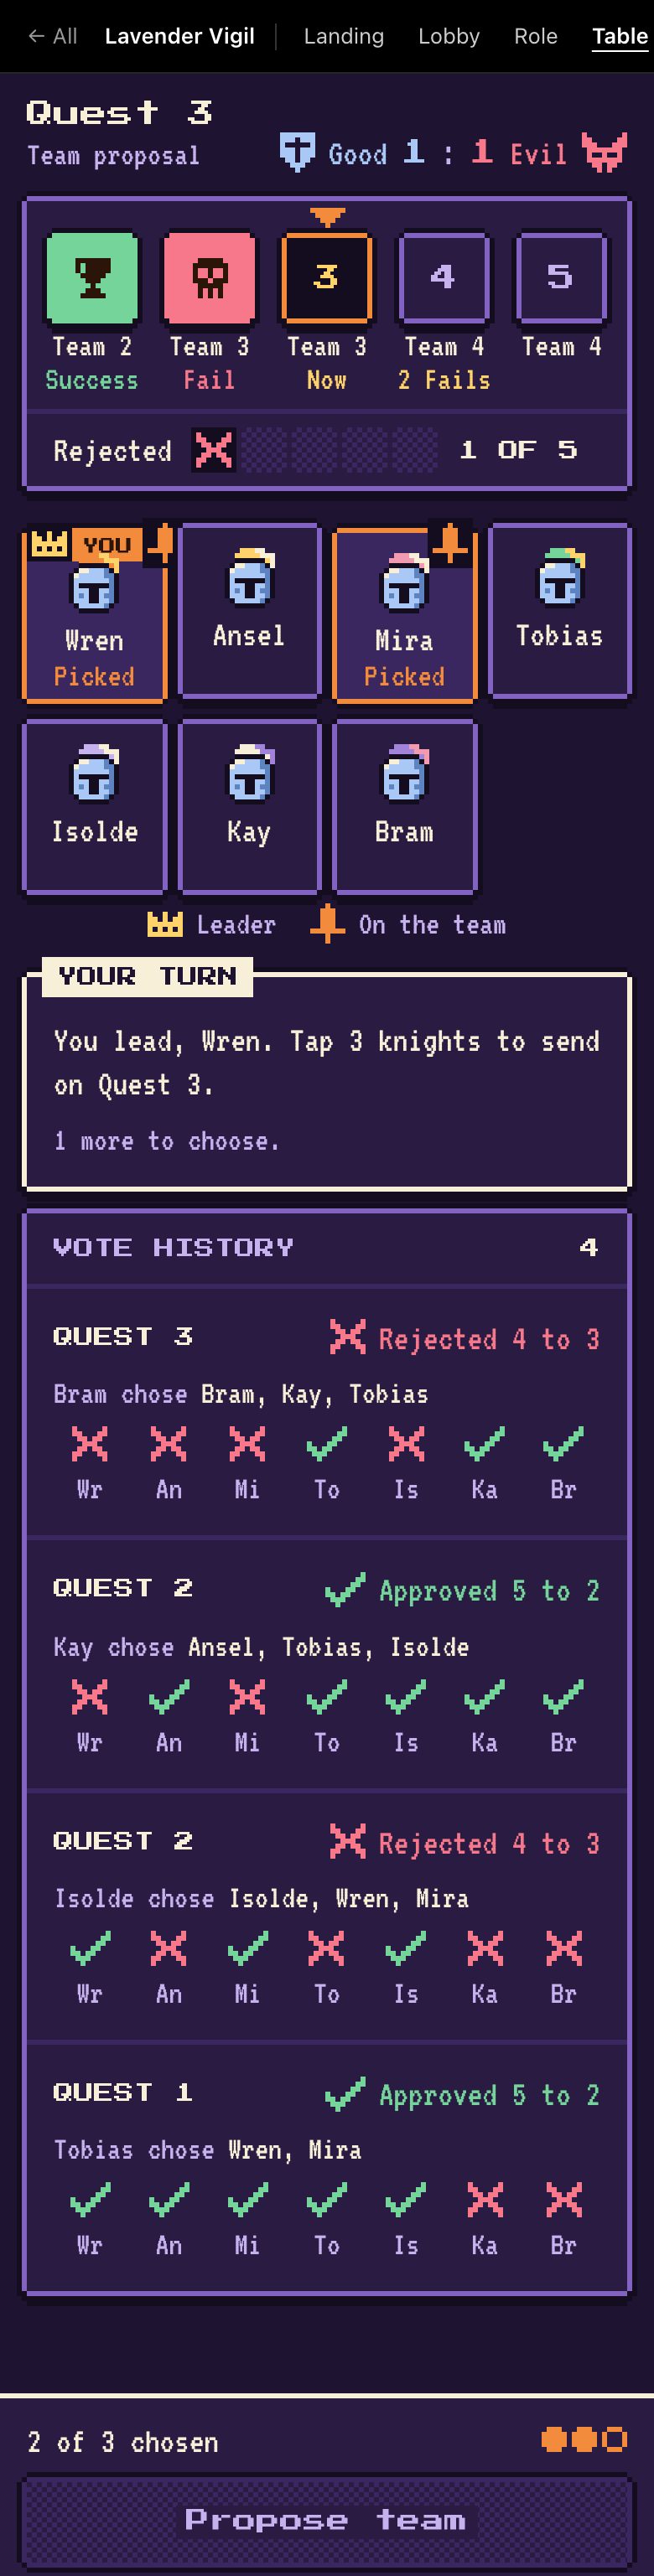 ← All Lavender Vigil Landing Lobby Role Table
Quest 3
Team proposal Good 1 : 1 Evil
3 4 5
Team 2 Team 3 Team 3 Team 4 Team 4
Success Fail Now 2 Fails
Rejected 1 OF 5
YOU
Wren Ansel Mira Tobias
Picked Picked
Isolde Kay Bram
Leader On the team
YOUR TURN
You lead, Wren. Tap 3 knights to send
on Quest 3.
1 more to choose.
VOTE HISTORY 4
QUEST 3 Rejected 4 to 3
Bram chose Bram, Kay, Tobias
Wr An Mi To Is Ka Br
QUEST 2 Approved 5 to 2
Kay chose Ansel, Tobias, Isolde
Wr An Mi To Is Ka Br
QUEST 2 Rejected 4 to 3
Isolde chose Isolde, Wren, Mira
Wr An Mi To Is Ka Br
QUEST 1 Approved 5 to 2
Tobias chose Wren, Mira
Wr An Mi To Is Ka Br
2 of 3 chosen
Propose team